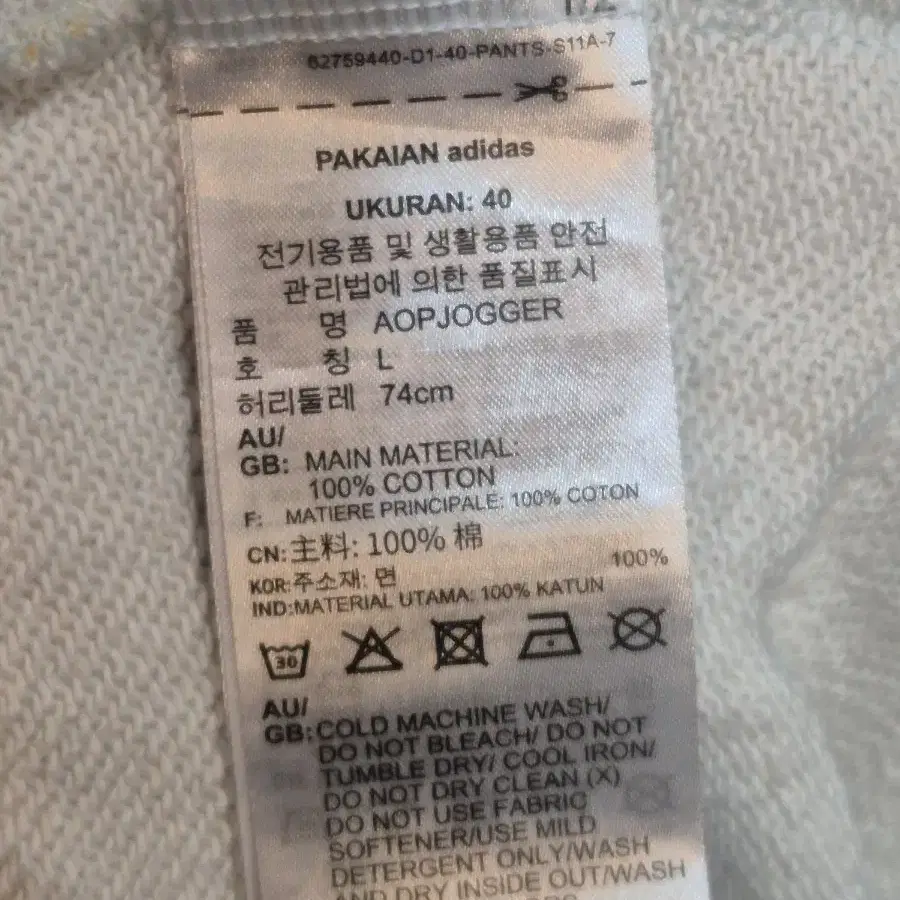 62759440-D1-40-PANTS-S11A-7
PAKAIAN adidas
UKURAN: 40
전기용품 및 생활용품 안전
관리법에 의한 품질표시
품 명 AOPJOGGER
호 칭 L
허리둘레 74cm
AU/
GB: MAIN MATERIAL:
100% COTTON
F: MATIERE PRINCIPALE: 100% COTON
CN: 主料: 100% 棉
KOR: 주소재: 면 100%
IND: MATERIAL UTAMA: 100% KATUN
30
AU/
GB: COLD MACHINE WASH/
DO NOT BLEACH/ DO NOT
TUMBLE DRY/ COOL IRON/
DO NOT DRY CLEAN (X)
DO NOT USE FABRIC
SOFTENER/USE MILD
DETERGENT ONLY/WASH
AND DRY INSIDE OUT/WASH